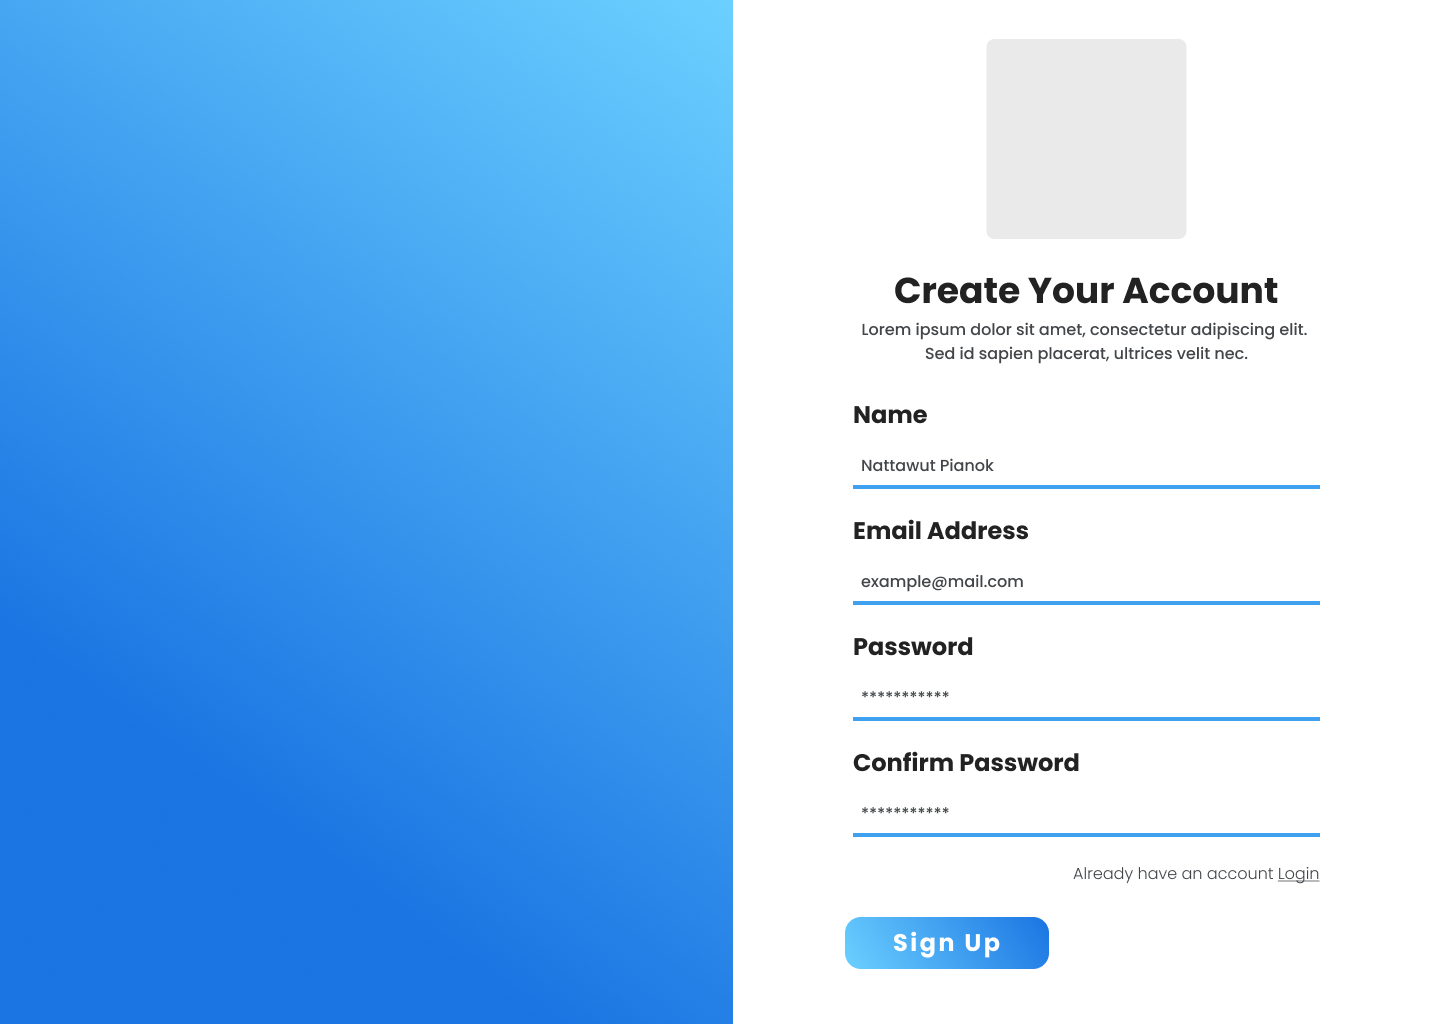 Create Your Account
Lorem ipsum dolor sit amet, consectetur adipiscing elit.
Sed id sapien placerat, ultrices velit nec.
Name
Nattawut Pianok
Email Address
example@mail.com
Password
***********
Confirm Password
***********
Already have an account Login
Sign Up